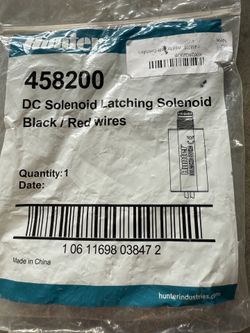 Hunter
458200
DC Solenoid Latching Solenoid
Black / Red wires
Quantity:1
Date:
1 06 11698 03847 2
Made in China
hunterindustries.com